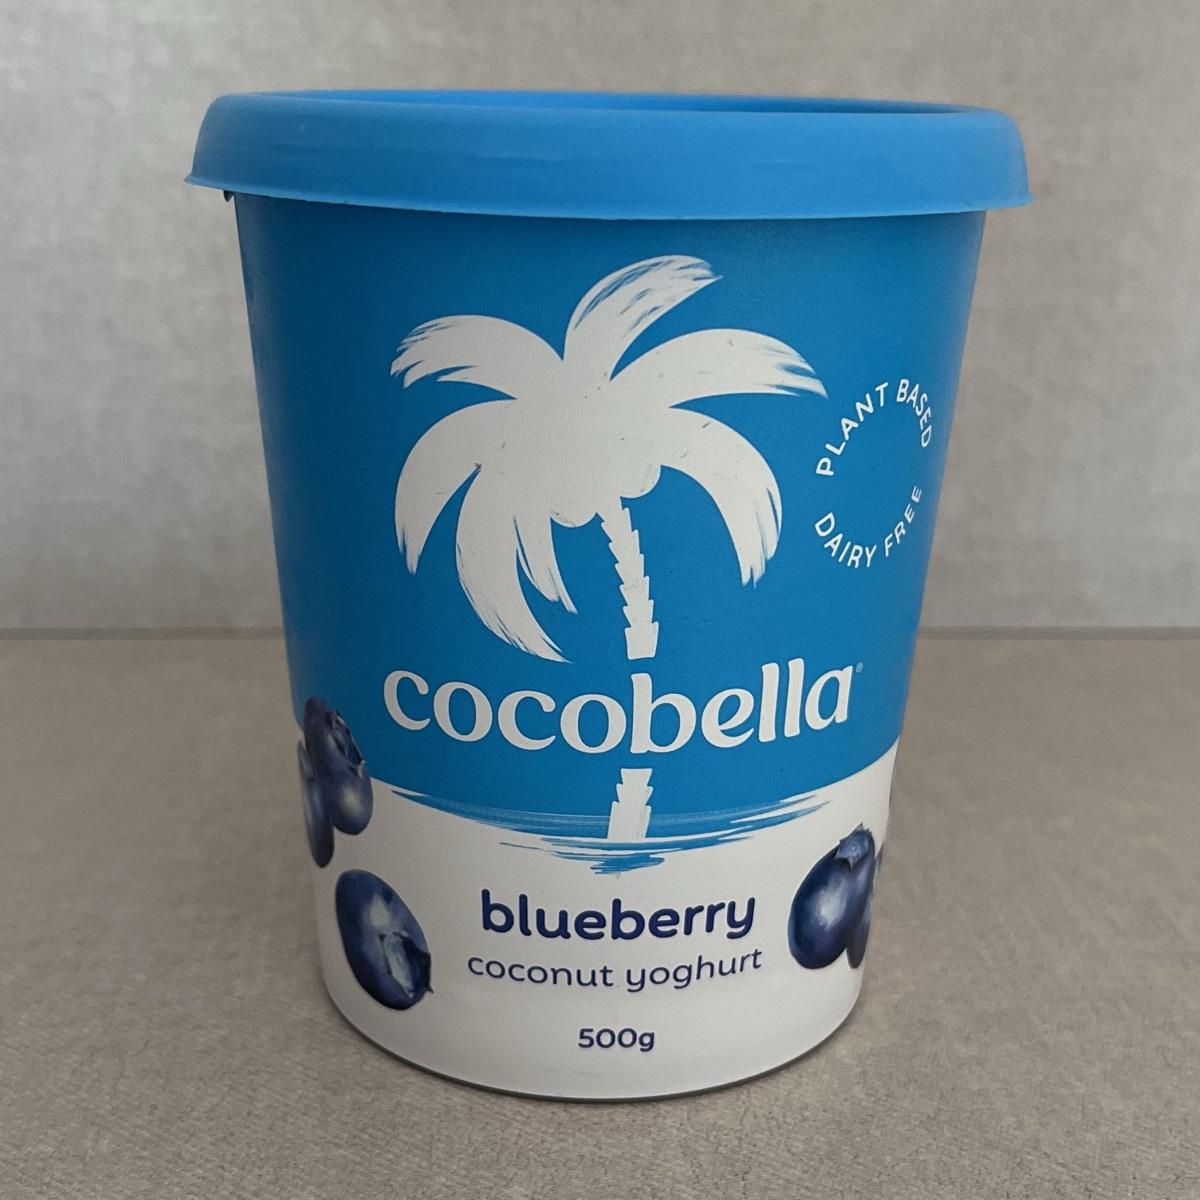 PLANT BASED
DAIRY FREE
cocobella®
blueberry
coconut yoghurt
500g